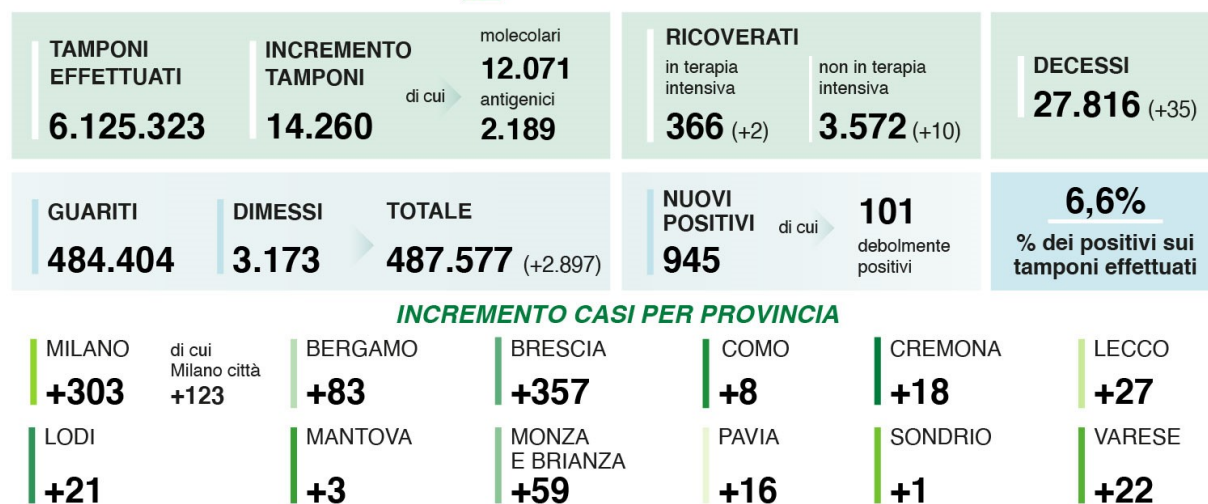 TAMPONI
EFFETTUATI
6.125.323
INCREMENTO
TAMPONI
14.260
di cui
molecolari
12.071
antigenici
2.189
RICOVERATI
in terapia
intensiva
366 (+2)
non in terapia
intensiva
3.572 (+10)
DECESSI
27.816 (+35)
GUARITI
484.404
DIMESSI
3.173
TOTALE
487.577 (+2.897)
NUOVI
POSITIVI
945
di cui
101
debolmente
positivi
6,6%
% dei positivi sui
tamponi effettuati
INCREMENTO CASI PER PROVINCIA
MILANO
+303
di cui
Milano città
+123
BERGAMO
+83
BRESCIA
+357
COMO
+8
CREMONA
+18
LECCO
+27
LODI
+21
MANTOVA
+3
MONZA
E BRIANZA
+59
PAVIA
+16
SONDRIO
+1
VARESE
+22